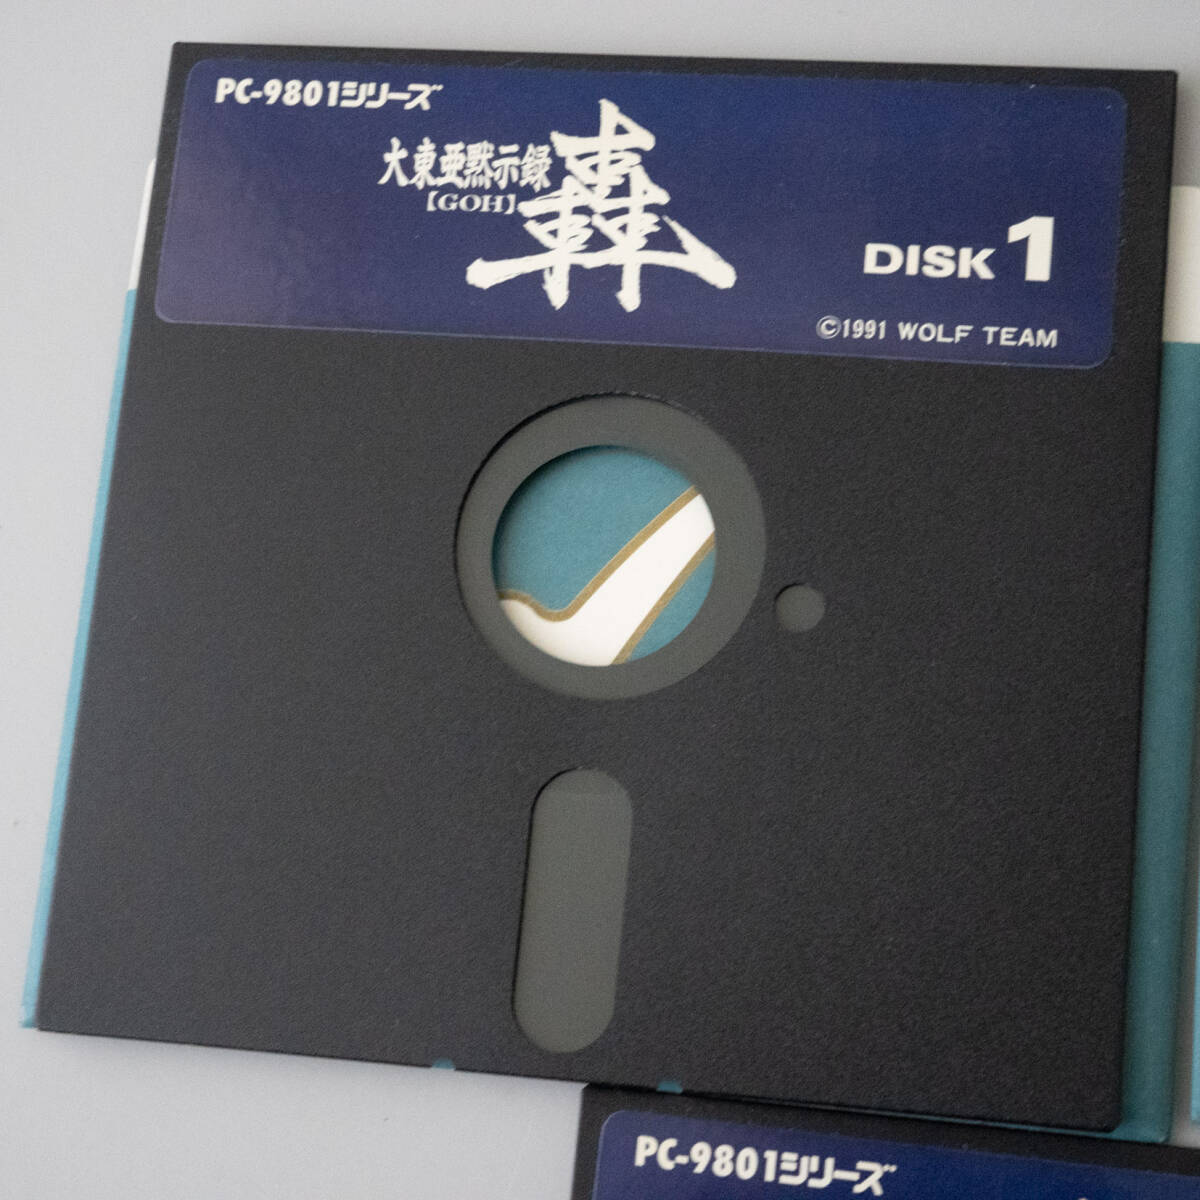 PC-9801シリーズ
大東亜黙示録
【GOH】
轟
DISK 1
©1991 WOLF TEAM
PC-9801シリーズ